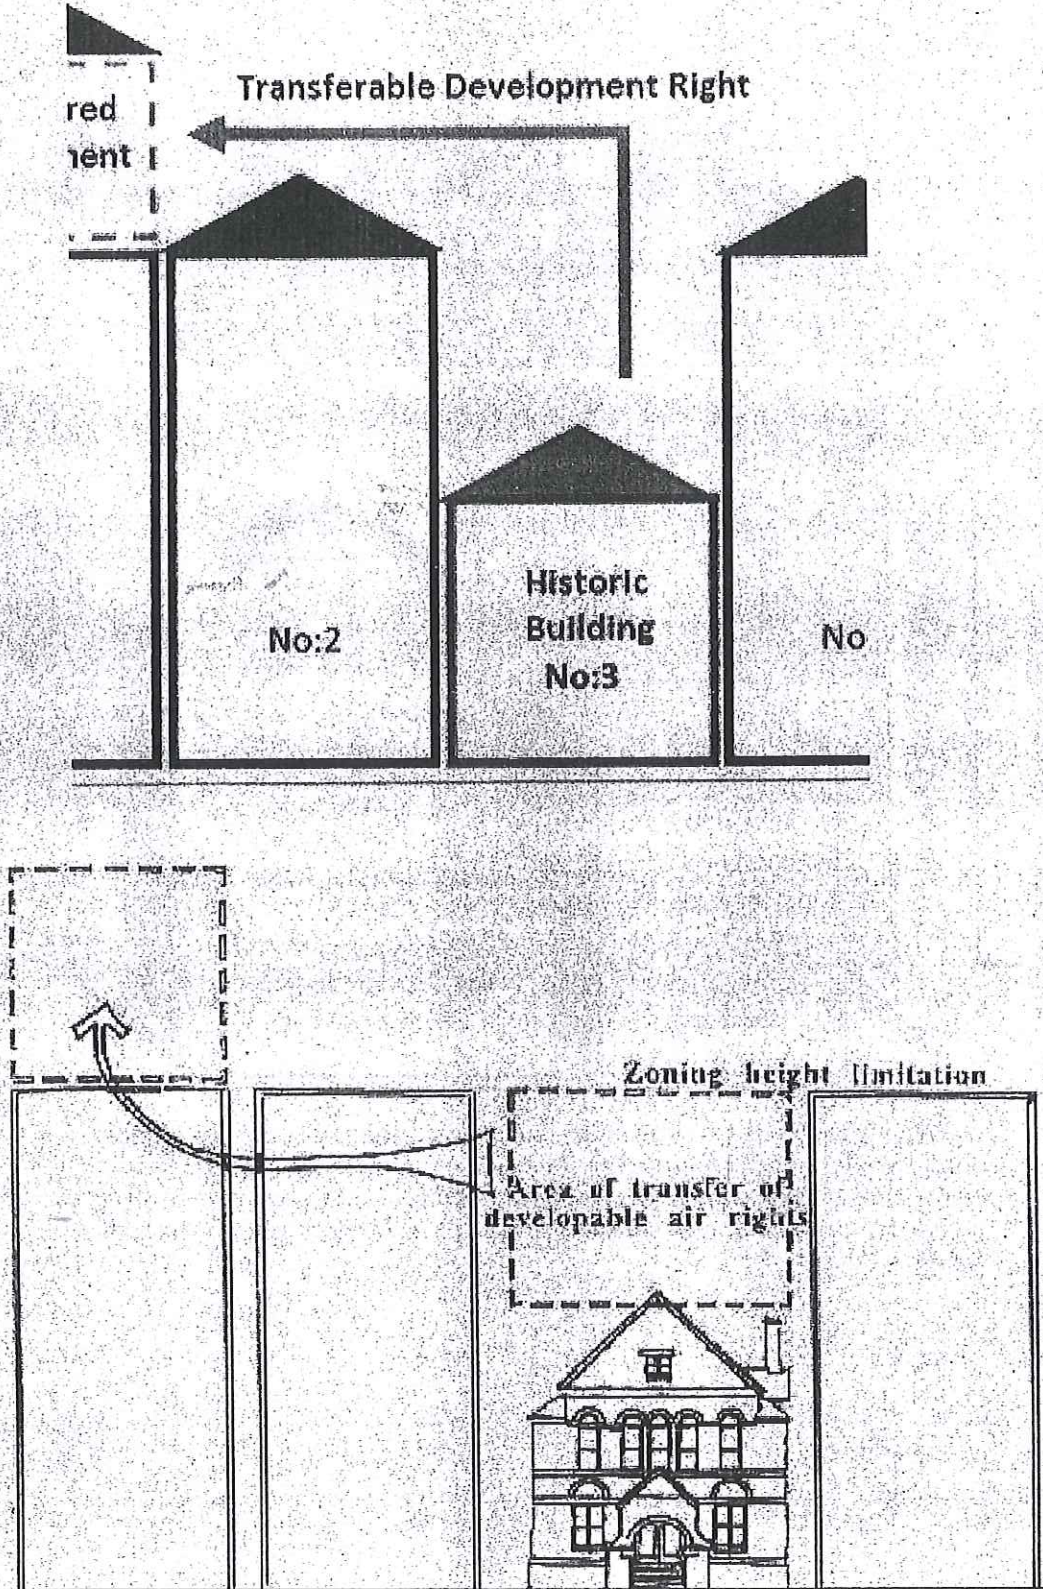 Transferable Development Right
red
nent
No:2
Historic
Building
No:3
No
Zoning height limitation
Area of transfer of
developable air rights